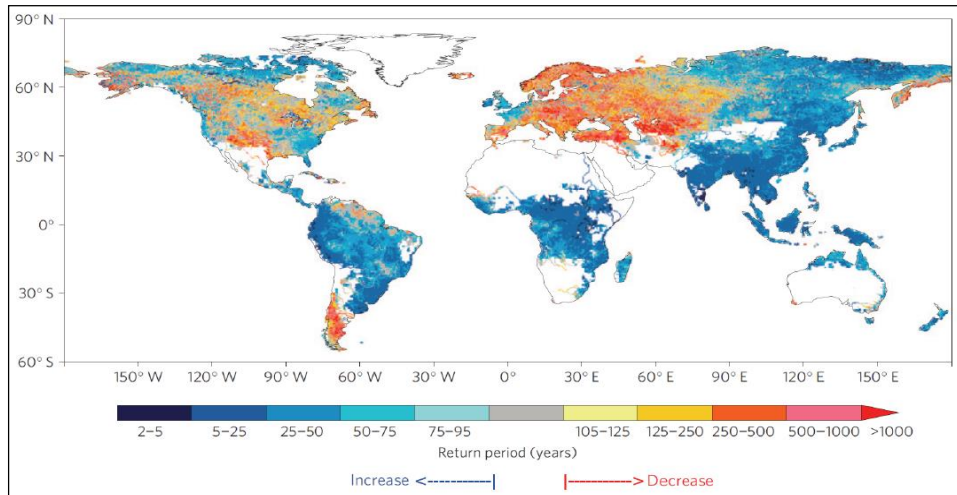 90° N
60° N
30° N
0°
30° S
60° S
150° W 120° W 90° W 60° W 30° W 0° 30° E 60° E 90° E 120° E 150° E
2–5 5–25 25–50 50–75 75–95 105–125 125–250 250–500 500–1000 >1000
Return period (years)
Increase <-----------| |-----------> Decrease